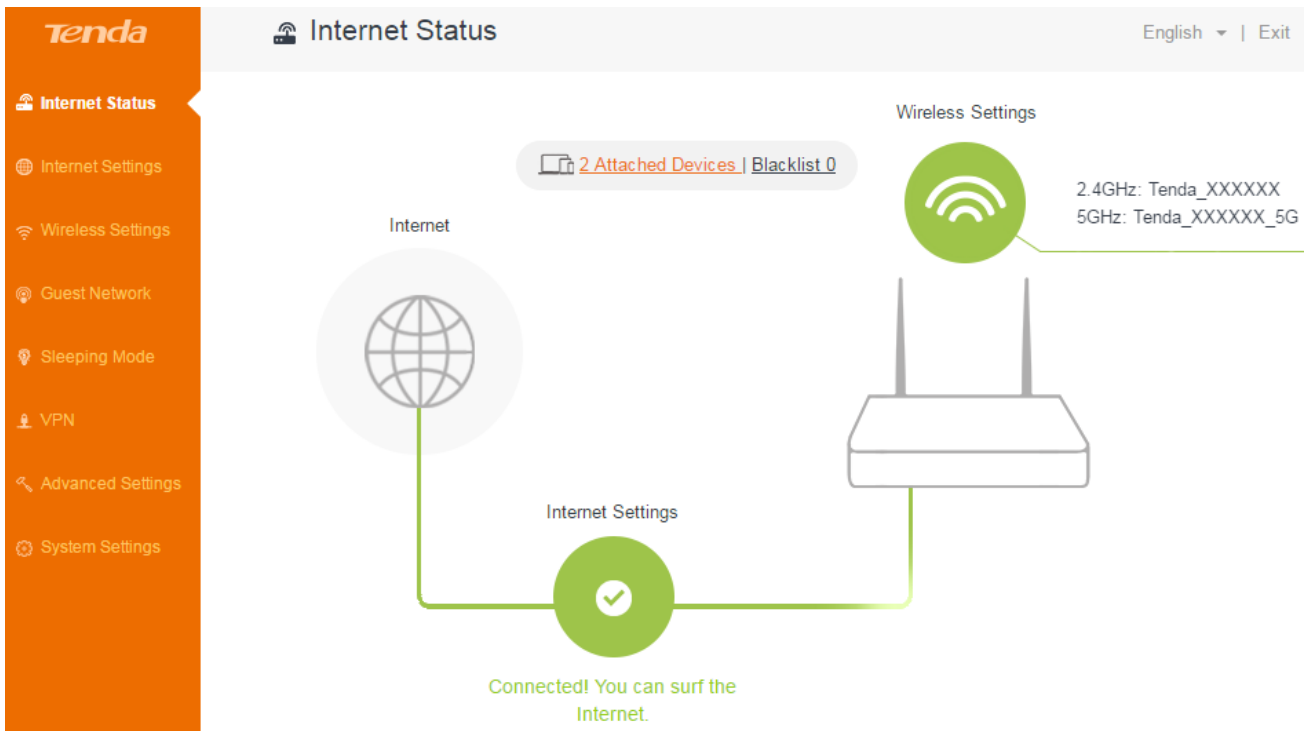 Tenda
Internet Status
English | Exit
Internet Status
Internet Settings
Wireless Settings
Guest Network
Sleeping Mode
VPN
Advanced Settings
System Settings
Wireless Settings
2 Attached Devices | Blacklist 0
2.4GHz: Tenda_XXXXXX
5GHz: Tenda_XXXXXX_5G
Internet
Internet Settings
Connected! You can surf the
Internet.